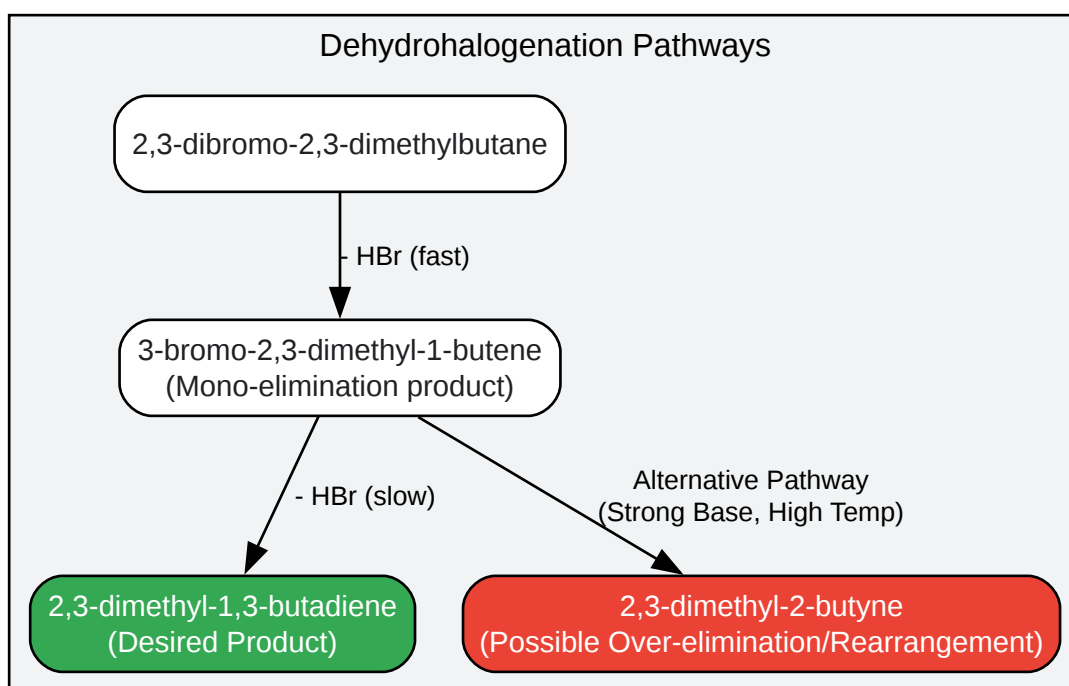 Dehydrohalogenation Pathways
2,3-dibromo-2,3-dimethylbutane
- HBr (fast)
3-bromo-2,3-dimethyl-1-butene
(Mono-elimination product)
- HBr (slow)
Alternative Pathway
(Strong Base, High Temp)
2,3-dimethyl-1,3-butadiene
(Desired Product)
2,3-dimethyl-2-butyne
(Possible Over-elimination/Rearrangement)